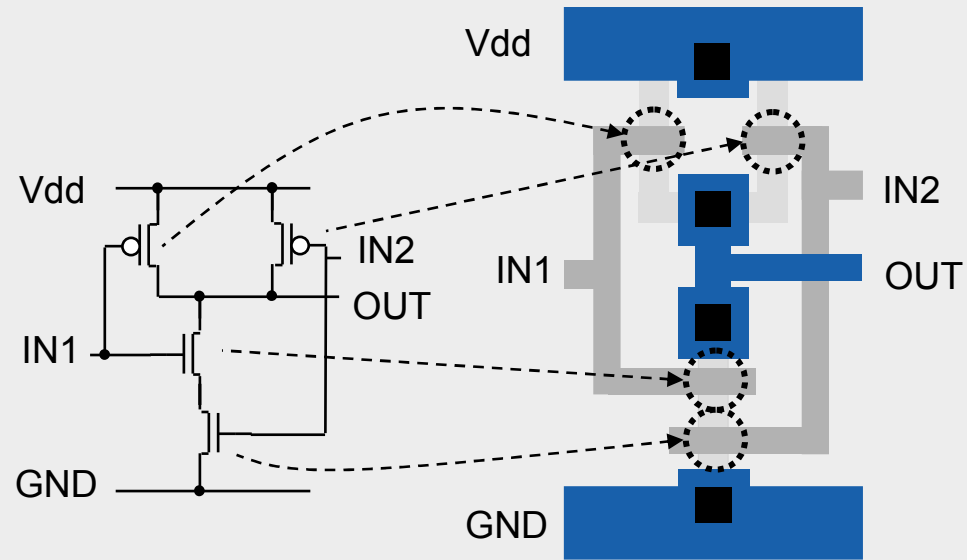 Vdd
IN2
OUT
IN1
GND
Vdd
IN2
IN1
OUT
GND